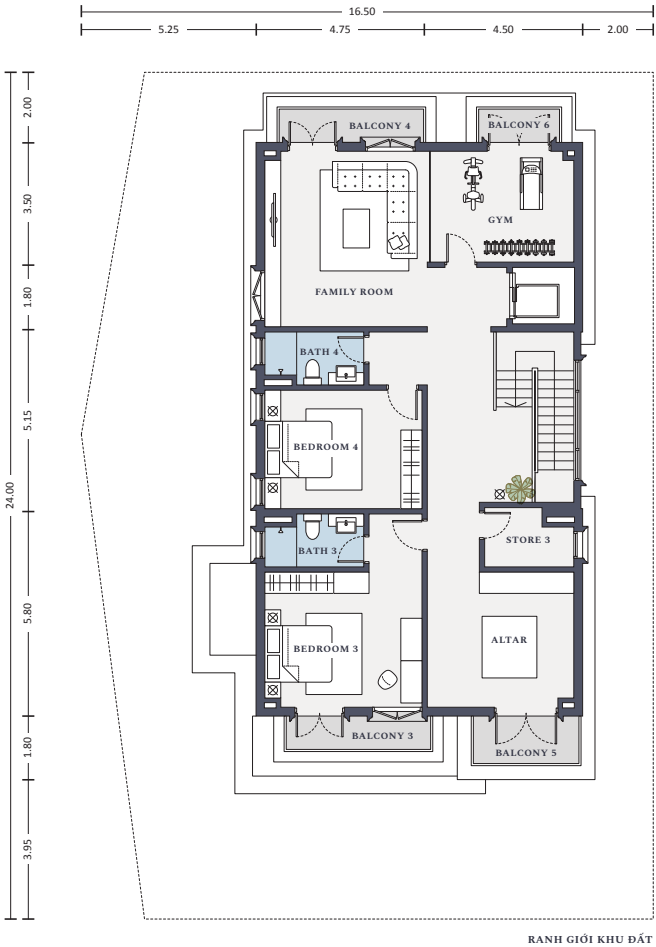 16.50
5.25
4.75
4.50
2.00
2.00
3.50
1.80
5.15
24.00
5.80
1.80
3.95
BALCONY 4
BALCONY 6
GYM
FAMILY ROOM
BATH 4
BEDROOM 4
STORE 3
BATH 3
ALTAR
BEDROOM 3
BALCONY 3
BALCONY 5
RANH GIỚI KHU ĐẤT